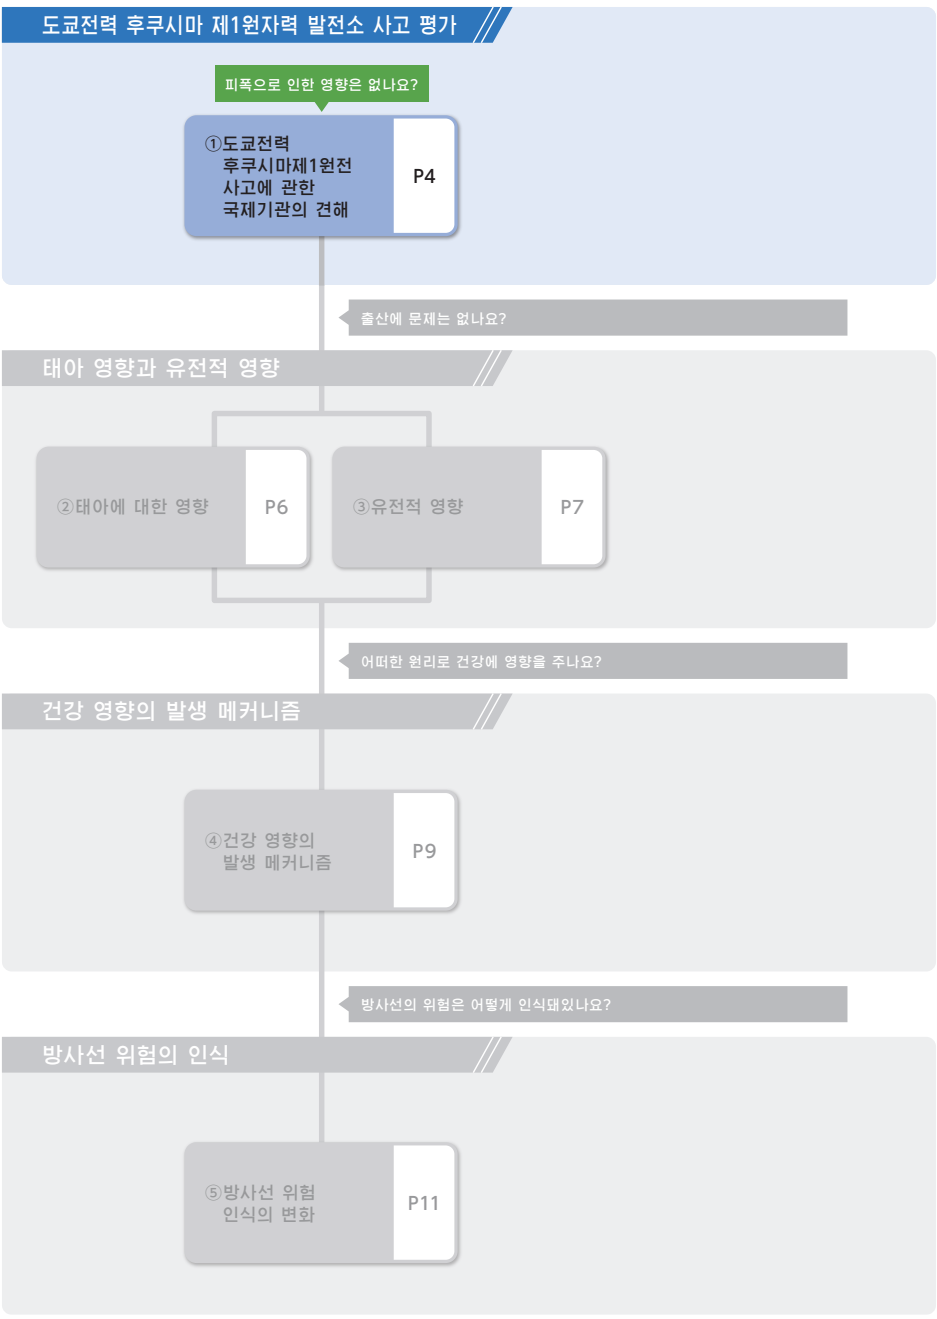 도쿄전력 후쿠시마 제1원자력 발전소 사고 평가
피폭으로 인한 영향은 없나요?
①도쿄전력
후쿠시마제1원전
사고에 관한
국제기관의 견해
P4
출산에 문제는 없나요?
태아 영향과 유전적 영향
②태아에 대한 영향
P6
③유전적 영향
P7
어떠한 원리로 건강에 영향을 주나요?
건강 영향의 발생 메커니즘
④건강 영향의
발생 메커니즘
P9
방사선의 위험은 어떻게 인식돼있나요?
방사선 위험의 인식
⑤방사선 위험
인식의 변화
P11